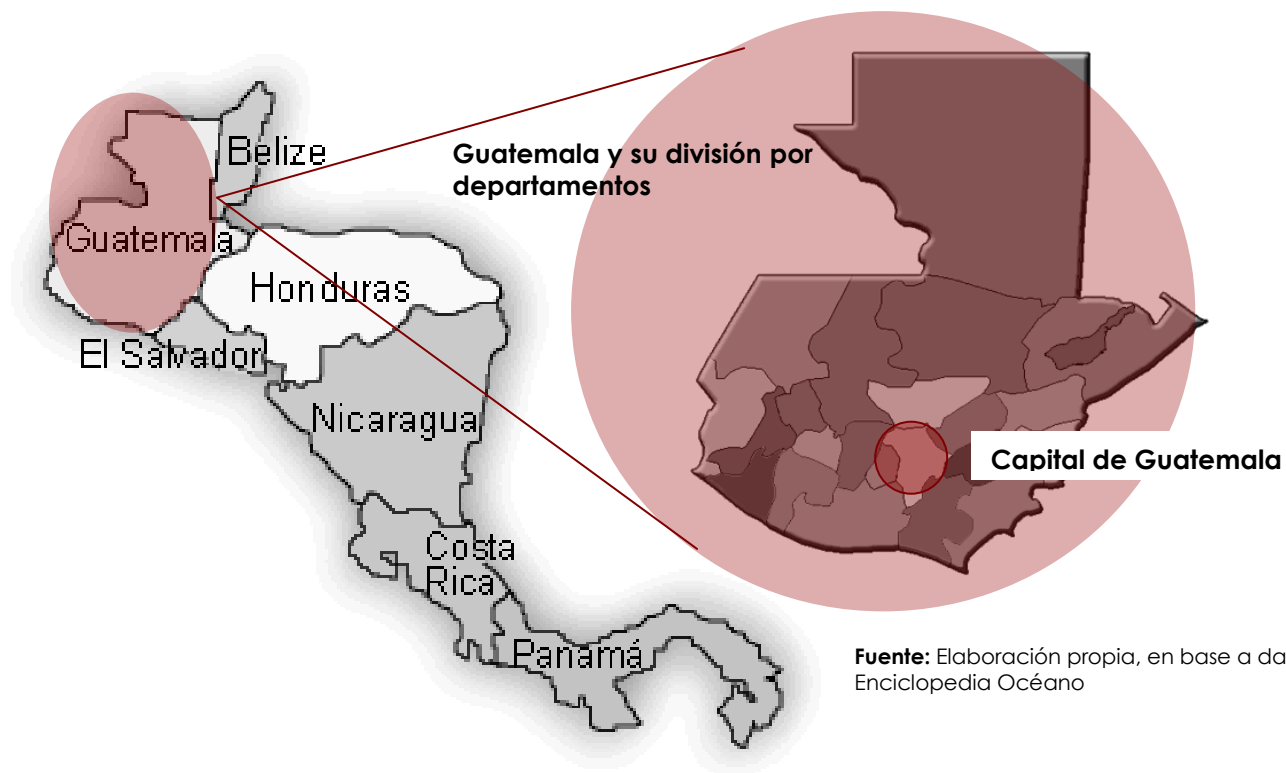 Belize
Guatemala
Honduras
El Salvador
Nicaragua
Costa
Rica
Panamá
Guatemala y su división por
departamentos
Capital de Guatemala
Fuente: Elaboración propia, en base a da
Enciclopedia Océano